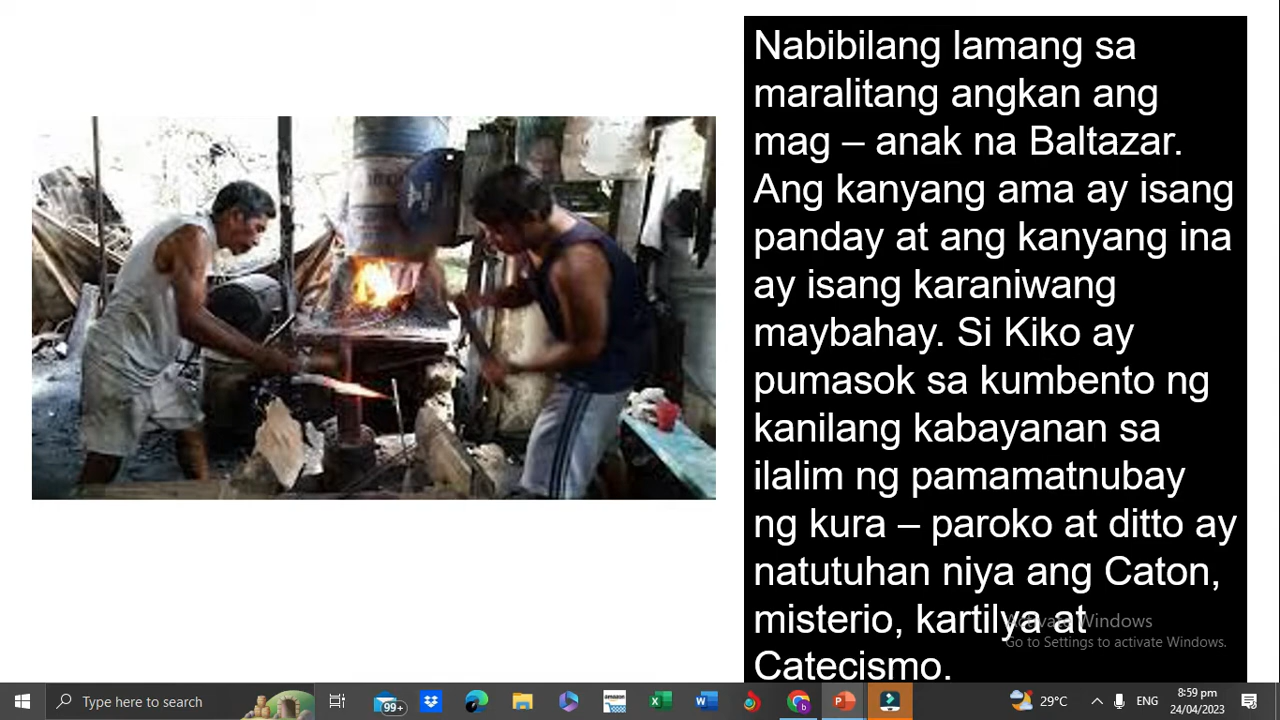 Nabibilang lamang sa
maralitang angkan ang
mag – anak na Baltazar.
Ang kanyang ama ay isang
panday at ang kanyang ina
ay isang karaniwang
maybahay. Si Kiko ay
pumasok sa kumbento ng
kanilang kabayanan sa
ilalim ng pamamatnubay
ng kura – paroko at ditto ay
natutuhan niya ang Caton,
misterio, kartilya at
Catecismo.
Activate Windows
Go to Settings to activate Windows.
Type here to search
99+
29°C
ENG
8:59 pm
24/04/2023